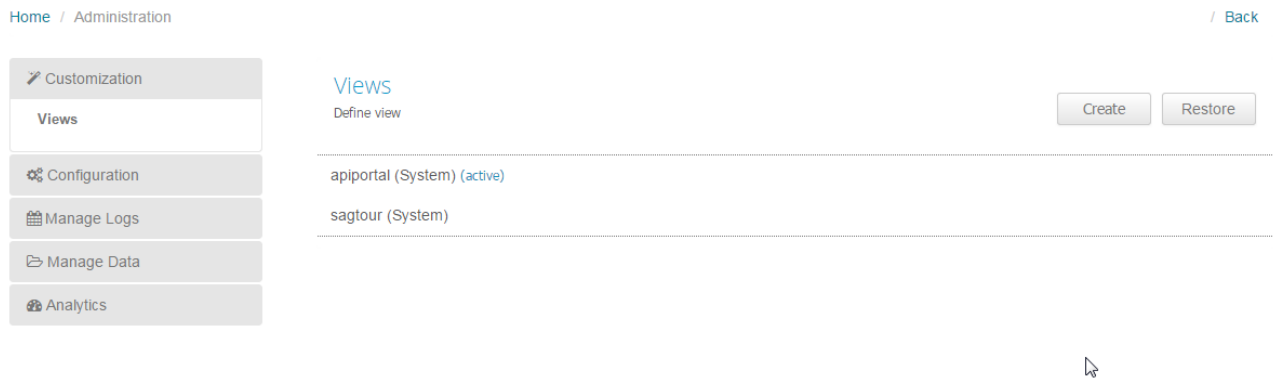 Home / Administration
/ Back
Customization
Views
Configuration
Manage Logs
Manage Data
Analytics
Views
Define view
Create
Restore
apiportal (System) (active)
sagtour (System)